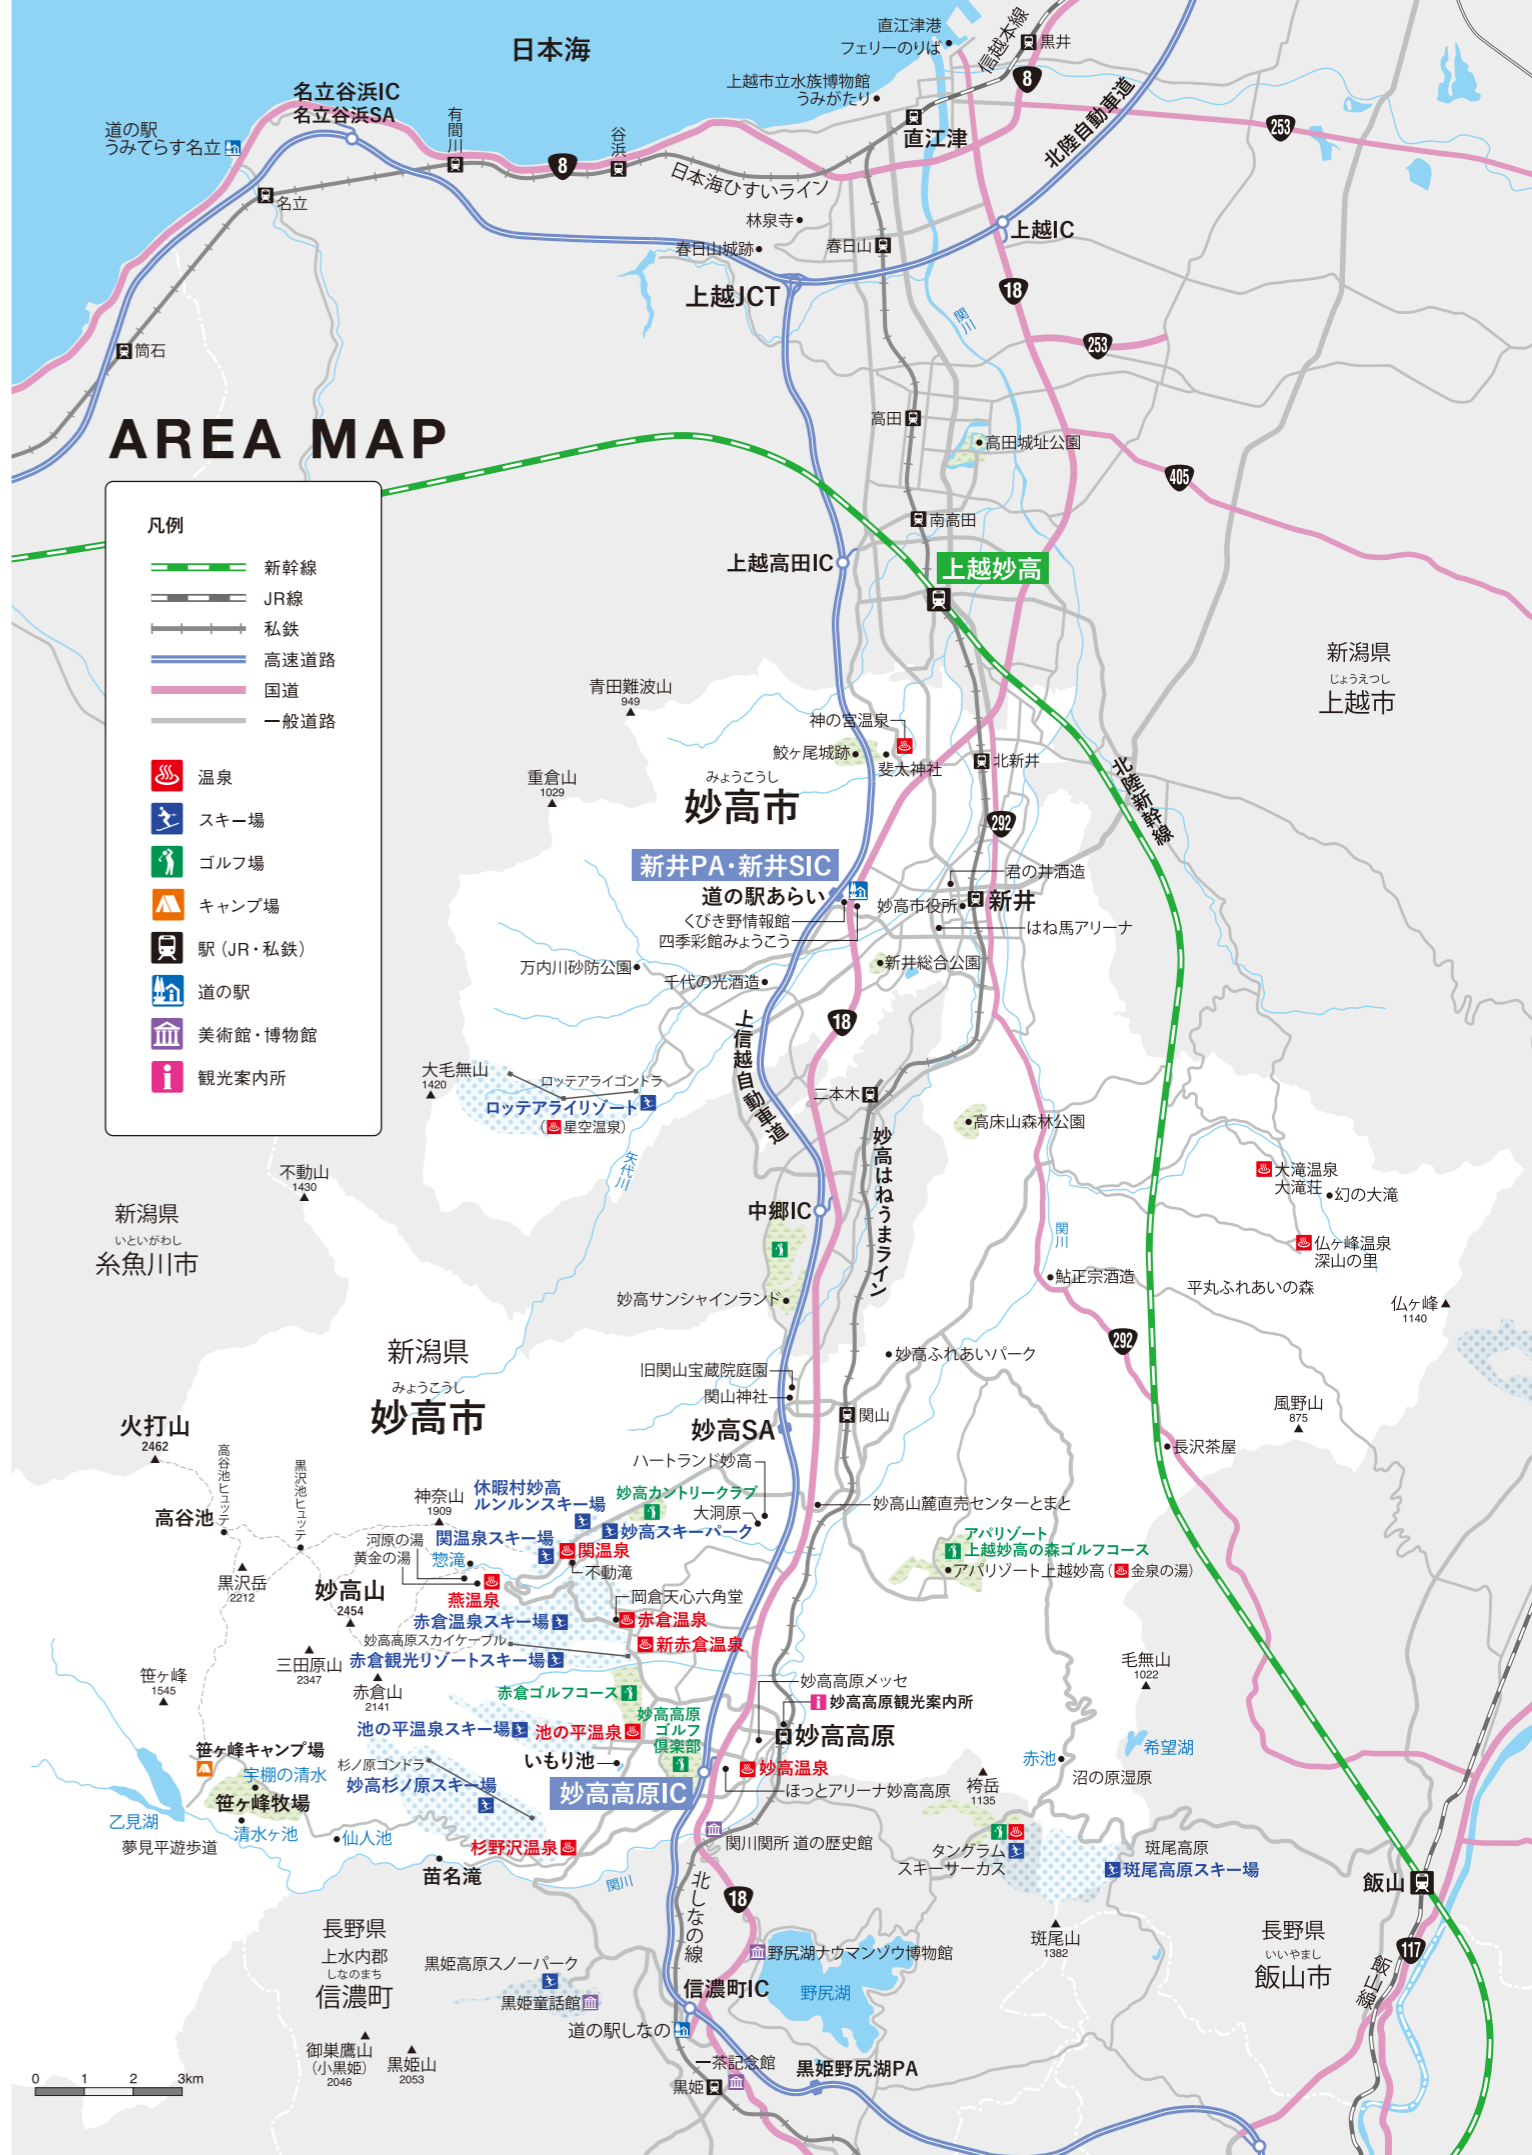 日本海
直江津港
フェリーのりば
信越本線
黒井
8
上越市立水族博物館
うみがたり
直江津
北陸自動車道
253
名立谷浜IC
名立谷浜SA
道の駅
うみてらす名立
有間川
谷浜
8
日本海ひすいライン
名立
林泉寺
春日山城跡
春日山
上越IC
上越JCT
18
関川
253
筒石
高田
高田城址公園
405
南高田
上越高田IC
上越妙高
AREA MAP
凡例
新幹線
JR線
私鉄
高速道路
国道
一般道路
温泉
スキー場
ゴルフ場
キャンプ場
駅（JR・私鉄）
道の駅
美術館・博物館
観光案内所
新潟県
じょうえつし
上越市
青田難波山
949
神の宮温泉
鮫ヶ尾城跡
斐太神社
北新井
北陸新幹線
重倉山
1029
みょうこうし
妙高市
292
新井PA・新井SIC
道の駅あらい
くびき野情報館
四季彩館みょうこう
君の井酒造
妙高市役所
新井
はね馬アリーナ
万内川砂防公園
千代の光酒造
新井総合公園
18
上信越自動車道
大毛無山
1420
ロッテアライゴンドラ
ロッテアライリゾート
（星空温泉）
二本木
高床山森林公園
妙高はねうまライン
矢代川
不動山
1430
新潟県
いといがわし
糸魚川市
中郷IC
大滝温泉
大滝荘
幻の大滝
仏ヶ峰温泉
深山の里
関川
鮎正宗酒造
平丸ふれあいの森
仏ヶ峰
1140
妙高サンシャインランド
292
新潟県
みょうこうし
妙高市
妙高ふれあいパーク
旧関山宝蔵院庭園
関山神社
関山
妙高SA
風野山
875
長沢茶屋
火打山
2462
高谷池ヒュッテ
黒沢池ヒュッテ
高谷池
ハートランド妙高
休暇村妙高
ルンルンスキー場
神奈山
1909
妙高カントリークラブ
大洞原
妙高山麓直売センターとまと
妙高スキーパーク
関温泉スキー場
河原の湯
黄金の湯
惣滝
関温泉
不動滝
アパリゾート
上越妙高の森ゴルフコース
アパリゾート上越妙高（金泉の湯）
黒沢岳
2212
妙高山
2454
燕温泉
岡倉天心六角堂
赤倉温泉スキー場
赤倉温泉
妙高高原スカイケーブル
新赤倉温泉
三田原山
2347
赤倉観光リゾートスキー場
笹ヶ峰
1545
赤倉山
2141
赤倉ゴルフコース
妙高高原メッセ
妙高高原観光案内所
毛無山
1022
池の平温泉スキー場
池の平温泉
妙高高原
ゴルフ
倶楽部
妙高高原
笹ヶ峰キャンプ場
宇棚の清水
杉ノ原ゴンドラ
いもり池
妙高温泉
赤池
希望湖
沼の原湿原
妙高杉ノ原スキー場
妙高高原IC
ほっとアリーナ妙高高原
袴岳
1135
笹ヶ峰牧場
乙見湖
清水ヶ池
夢見平遊歩道
仙人池
杉野沢温泉
苗名滝
関川関所 道の歴史館
タングラム
スキーサーカス
斑尾高原
斑尾高原スキー場
飯山
関川
北しなの線
18
長野県
上水内郡
しなのまち
信濃町
斑尾山
1382
長野県
いいやまし
飯山市
117
飯山線
野尻湖ナウマンゾウ博物館
黒姫高原スノーパーク
黒姫童話館
信濃町IC
野尻湖
道の駅しなの
御巣鷹山
（小黒姫）
2046
黒姫山
2053
一茶記念館
黒姫野尻湖PA
黒姫
0 1 2 3km